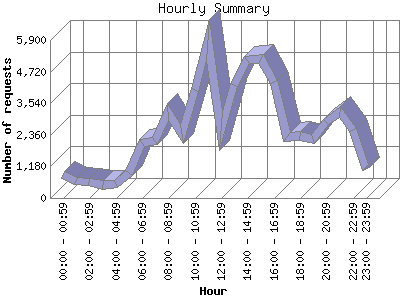 Hourly Summary
Number of requests
5,900
4,720
3,540
2,360
1,180
0
00:00 - 00:59
02:00 - 02:59
04:00 - 04:59
06:00 - 06:59
08:00 - 08:59
10:00 - 10:59
12:00 - 12:59
14:00 - 14:59
16:00 - 16:59
18:00 - 18:59
20:00 - 20:59
22:00 - 22:59
23:00 - 23:59
Hour